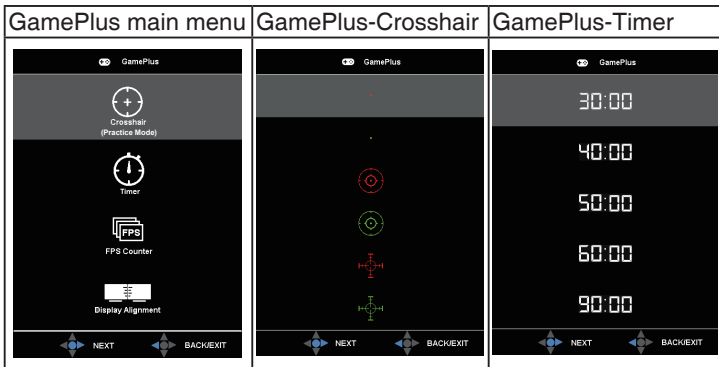 GamePlus main menu
GamePlus-Crosshair
GamePlus-Timer
GamePlus
Crosshair
(Practice Mode)
Timer
FPS
FPS Counter
Display Alignment
NEXT BACK/EXIT
GamePlus
NEXT BACK/EXIT
GamePlus
30:00
40:00
50:00
60:00
90:00
NEXT BACK/EXIT